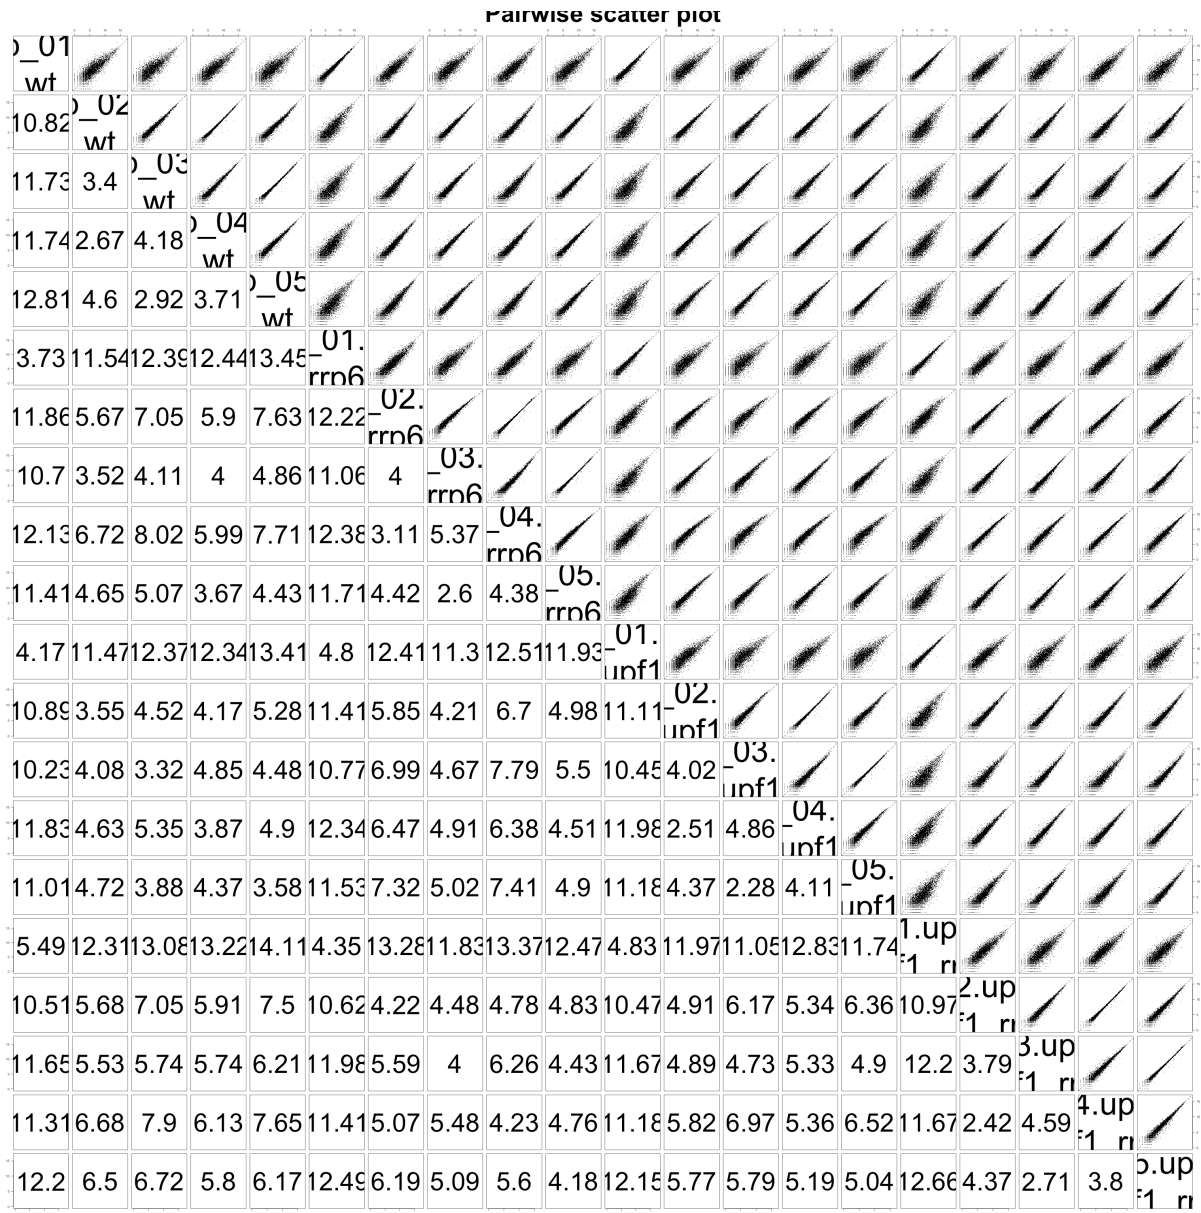 Pairwise scatter plot
_01
wt
10.82 _02
wt
11.73 3.4 _03
wt
11.74 2.67 4.18 _04
wt
12.81 4.6 2.92 3.71 _05
wt
3.73 11.54 12.39 12.44 13.45 _01.
rrp6
11.86 5.67 7.05 5.9 7.63 12.22 _02.
rrp6
10.7 3.52 4.11 4 4.86 11.06 4 _03.
rrp6
12.13 6.72 8.02 5.99 7.71 12.38 3.11 5.37 _04.
rrp6
11.41 4.65 5.07 3.67 4.43 11.71 4.42 2.6 4.38 _05.
rrp6
4.17 11.47 12.37 12.34 13.41 4.8 12.41 11.3 12.51 11.93 _01.
upf1
10.89 3.55 4.52 4.17 5.28 11.41 5.85 4.21 6.7 4.98 11.11 _02.
upf1
10.23 4.08 3.32 4.85 4.48 10.77 6.99 4.67 7.79 5.5 10.45 4.02 _03.
upf1
11.83 4.63 5.35 3.87 4.9 12.34 6.47 4.91 6.38 4.51 11.98 2.51 4.86 _04.
upf1
11.01 4.72 3.88 4.37 3.58 11.53 7.32 5.02 7.41 4.9 11.18 4.37 2.28 4.11 _05.
upf1
5.49 12.31 13.08 13.22 14.11 4.35 13.28 11.83 13.37 12.47 4.83 11.97 11.05 12.83 11.74 1.up
f1_rr
10.51 5.68 7.05 5.91 7.5 10.62 4.22 4.48 4.78 4.83 10.47 4.91 6.17 5.34 6.36 10.97 2.up
f1_rr
11.65 5.53 5.74 5.74 6.21 11.98 5.59 4 6.26 4.43 11.67 4.89 4.73 5.33 4.9 12.2 3.79 3.up
f1_rr
11.31 6.68 7.9 6.13 7.65 11.41 5.07 5.48 4.23 4.76 11.18 5.82 6.97 5.36 6.52 11.67 2.42 4.59 4.up
f1_rr
12.2 6.5 6.72 5.8 6.17 12.49 6.19 5.09 5.6 4.18 12.15 5.77 5.79 5.19 5.04 12.66 4.37 2.71 3.8 5.up
f1_rr